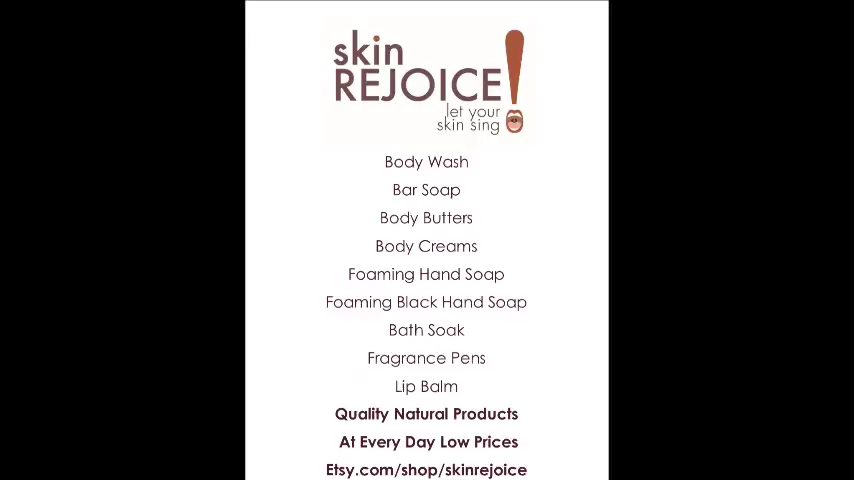 skin
REJOICE!
let your
skin sing
Body Wash
Bar Soap
Body Butters
Body Creams
Foaming Hand Soap
Foaming Black Hand Soap
Bath Soak
Fragrance Pens
Lip Balm
Quality Natural Products
At Every Day Low Prices
Etsy.com/shop/skinrejoice